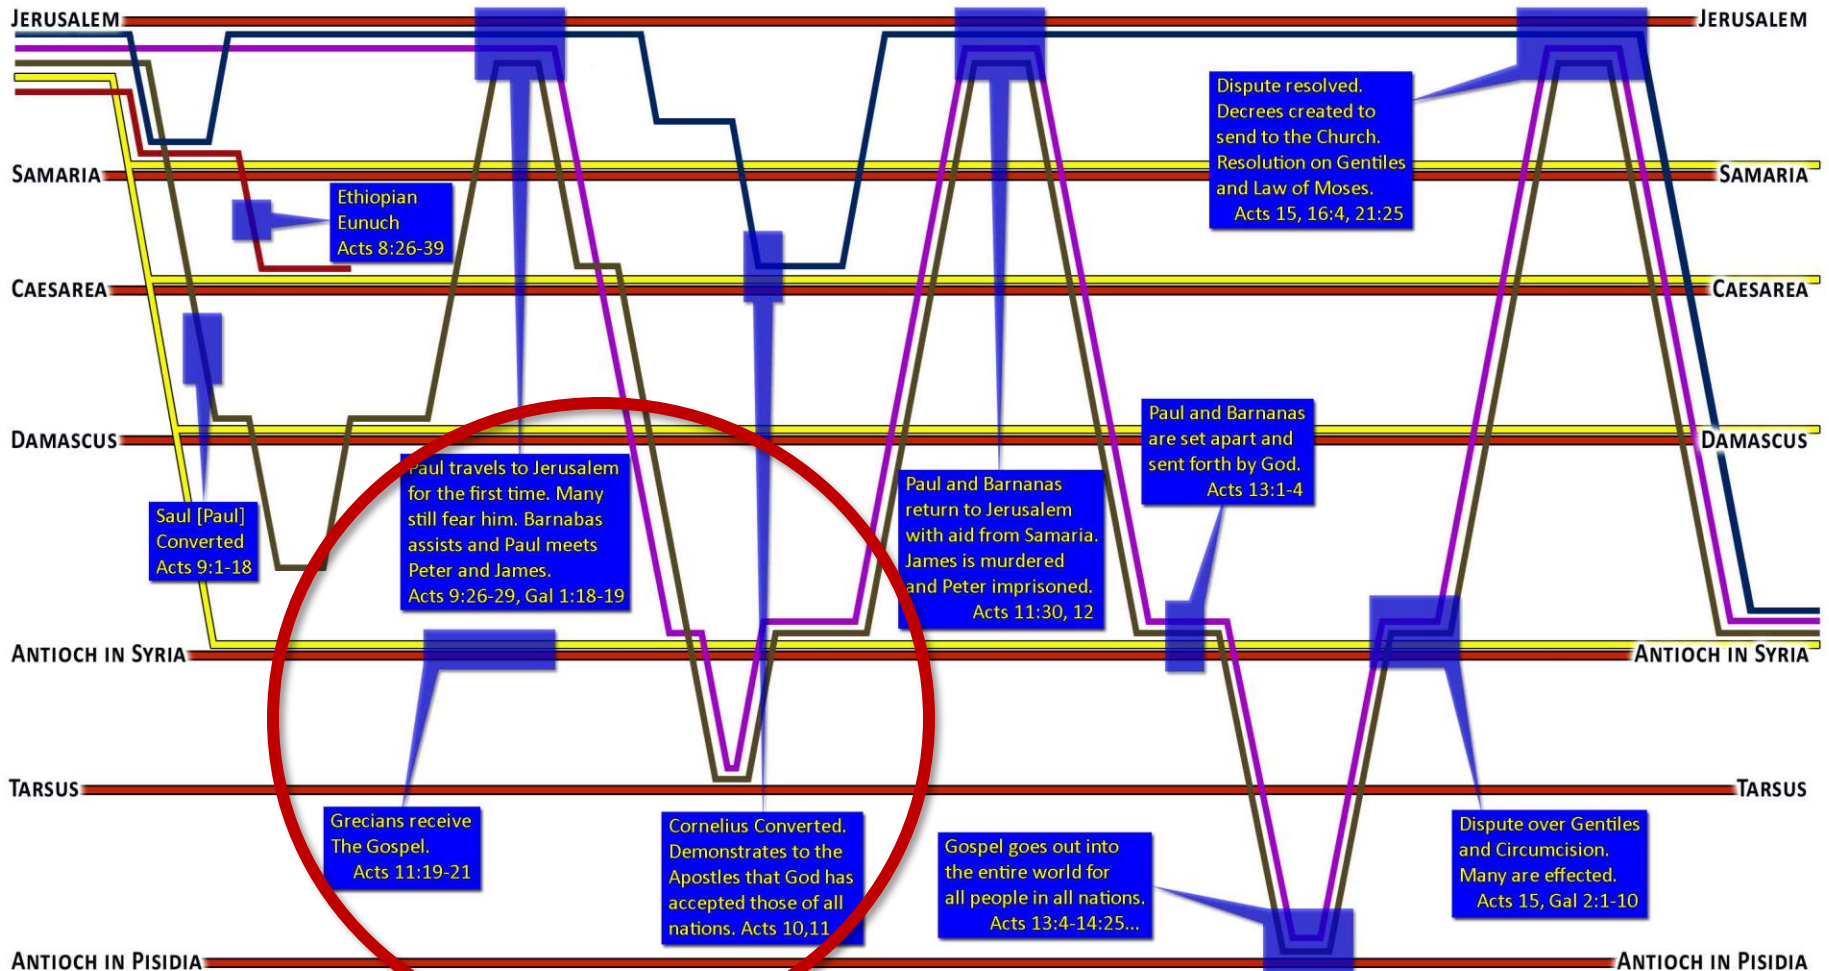 JERUSALEM
JERUSALEM
Dispute resolved.
Decrees created to
send to the Church.
Resolution on Gentiles
and Law of Moses.
Acts 15, 16:4, 21:25
SAMARIA
SAMARIA
Ethiopian
Eunuch
Acts 8:26-39
CAESAREA
CAESAREA
Paul and Barnanas
are set apart and
sent forth by God.
Acts 13:1-4
DAMASCUS
DAMASCUS
Paul travels to Jerusalem
for the first time. Many
still fear him. Barnabas
assists and Paul meets
Peter and James.
Acts 9:26-29, Gal 1:18-19
Paul and Barnanas
return to Jerusalem
with aid from Samaria.
James is murdered
and Peter imprisoned.
Acts 11:30, 12
Saul [Paul]
Converted
Acts 9:1-18
ANTIOCH IN SYRIA
ANTIOCH IN SYRIA
TARSUS
TARSUS
Grecians receive
The Gospel.
Acts 11:19-21
Cornelius Converted.
Demonstrates to the
Apostles that God has
accepted those of all
nations. Acts 10,11
Gospel goes out into
the entire world for
all people in all nations.
Acts 13:4-14:25...
Dispute over Gentiles
and Circumcision.
Many are effected.
Acts 15, Gal 2:1-10
ANTIOCH IN PISIDIA
ANTIOCH IN PISIDIA